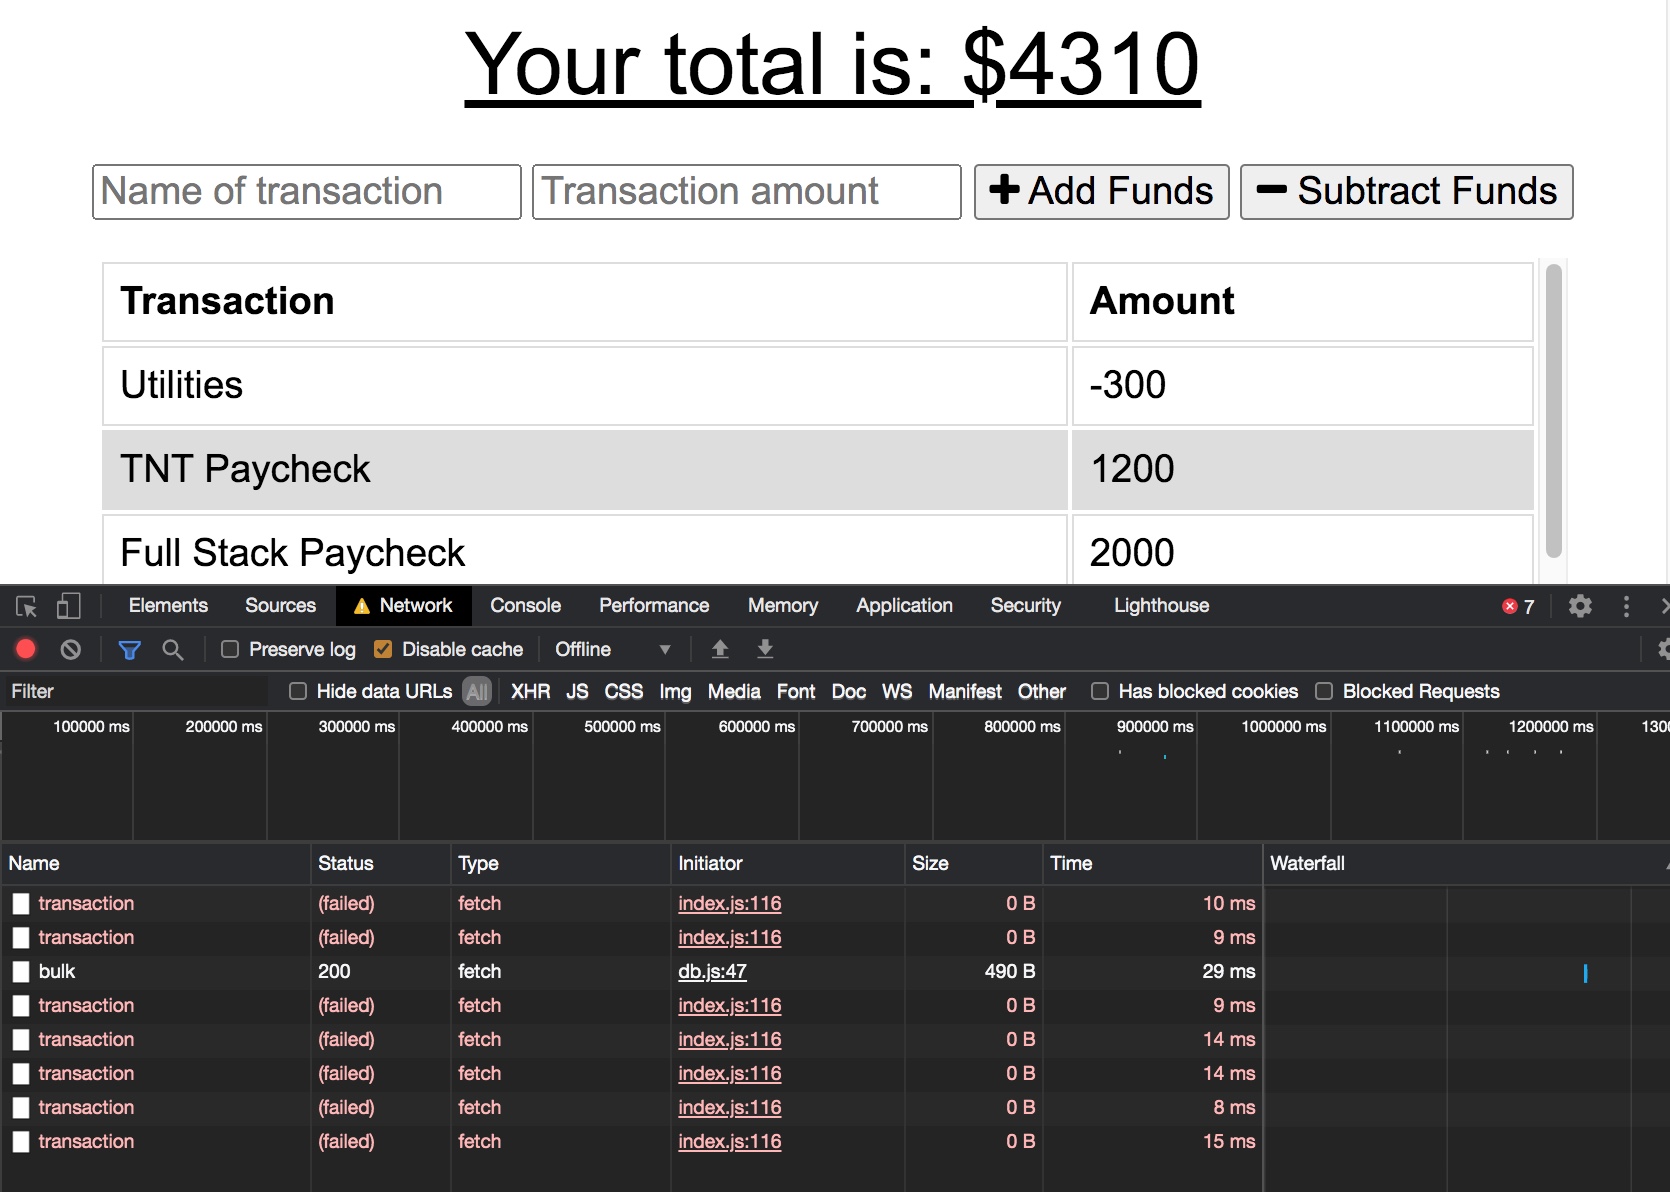 Your total is: $4310
Name of transaction Transaction amount Add Funds Subtract Funds
Transaction Amount
Utilities -300
TNT Paycheck 1200
Full Stack Paycheck 2000
Elements Sources Network Console Performance Memory Application Security Lighthouse 7
Preserve log Disable cache Offline
Filter Hide data URLs All XHR JS CSS Img Media Font Doc WS Manifest Other Has blocked cookies Blocked Requests
100000 ms 200000 ms 300000 ms 400000 ms 500000 ms 600000 ms 700000 ms 800000 ms 900000 ms 1000000 ms 1100000 ms 1200000 ms
Name Status Type Initiator Size Time Waterfall
transaction (failed) fetch index.js:116 0 B 10 ms
transaction (failed) fetch index.js:116 0 B 9 ms
bulk 200 fetch db.js:47 490 B 29 ms
transaction (failed) fetch index.js:116 0 B 9 ms
transaction (failed) fetch index.js:116 0 B 14 ms
transaction (failed) fetch index.js:116 0 B 14 ms
transaction (failed) fetch index.js:116 0 B 8 ms
transaction (failed) fetch index.js:116 0 B 15 ms